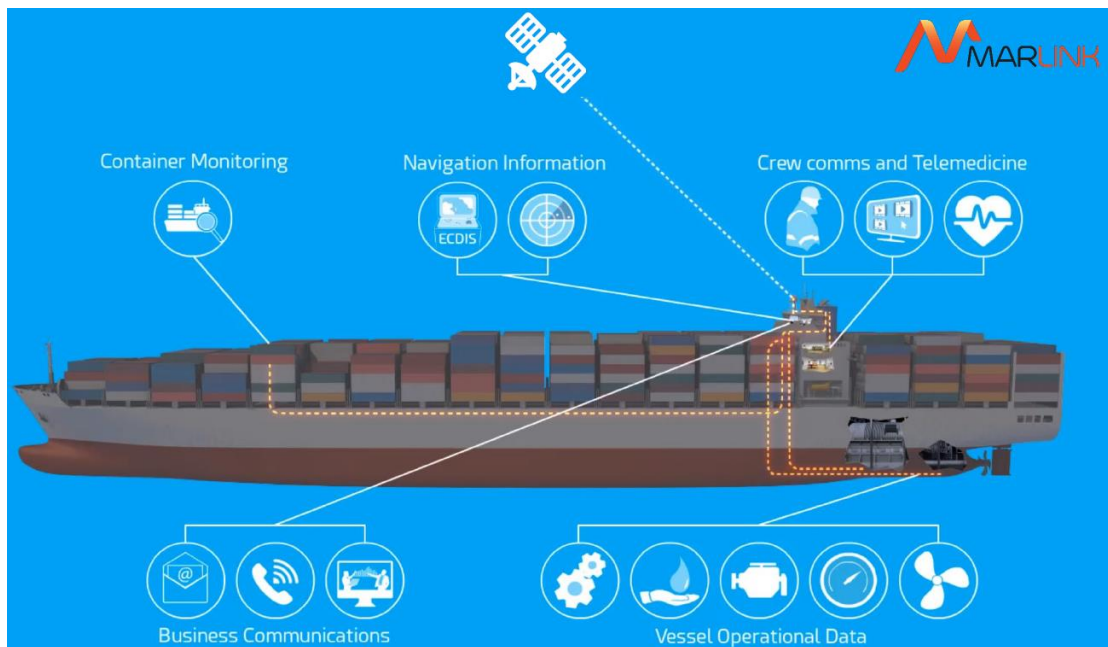 MARLINK
Container Monitoring
Navigation Information
Crew comms and Telemedicine
ECDIS
@
Business Communications
Vessel Operational Data